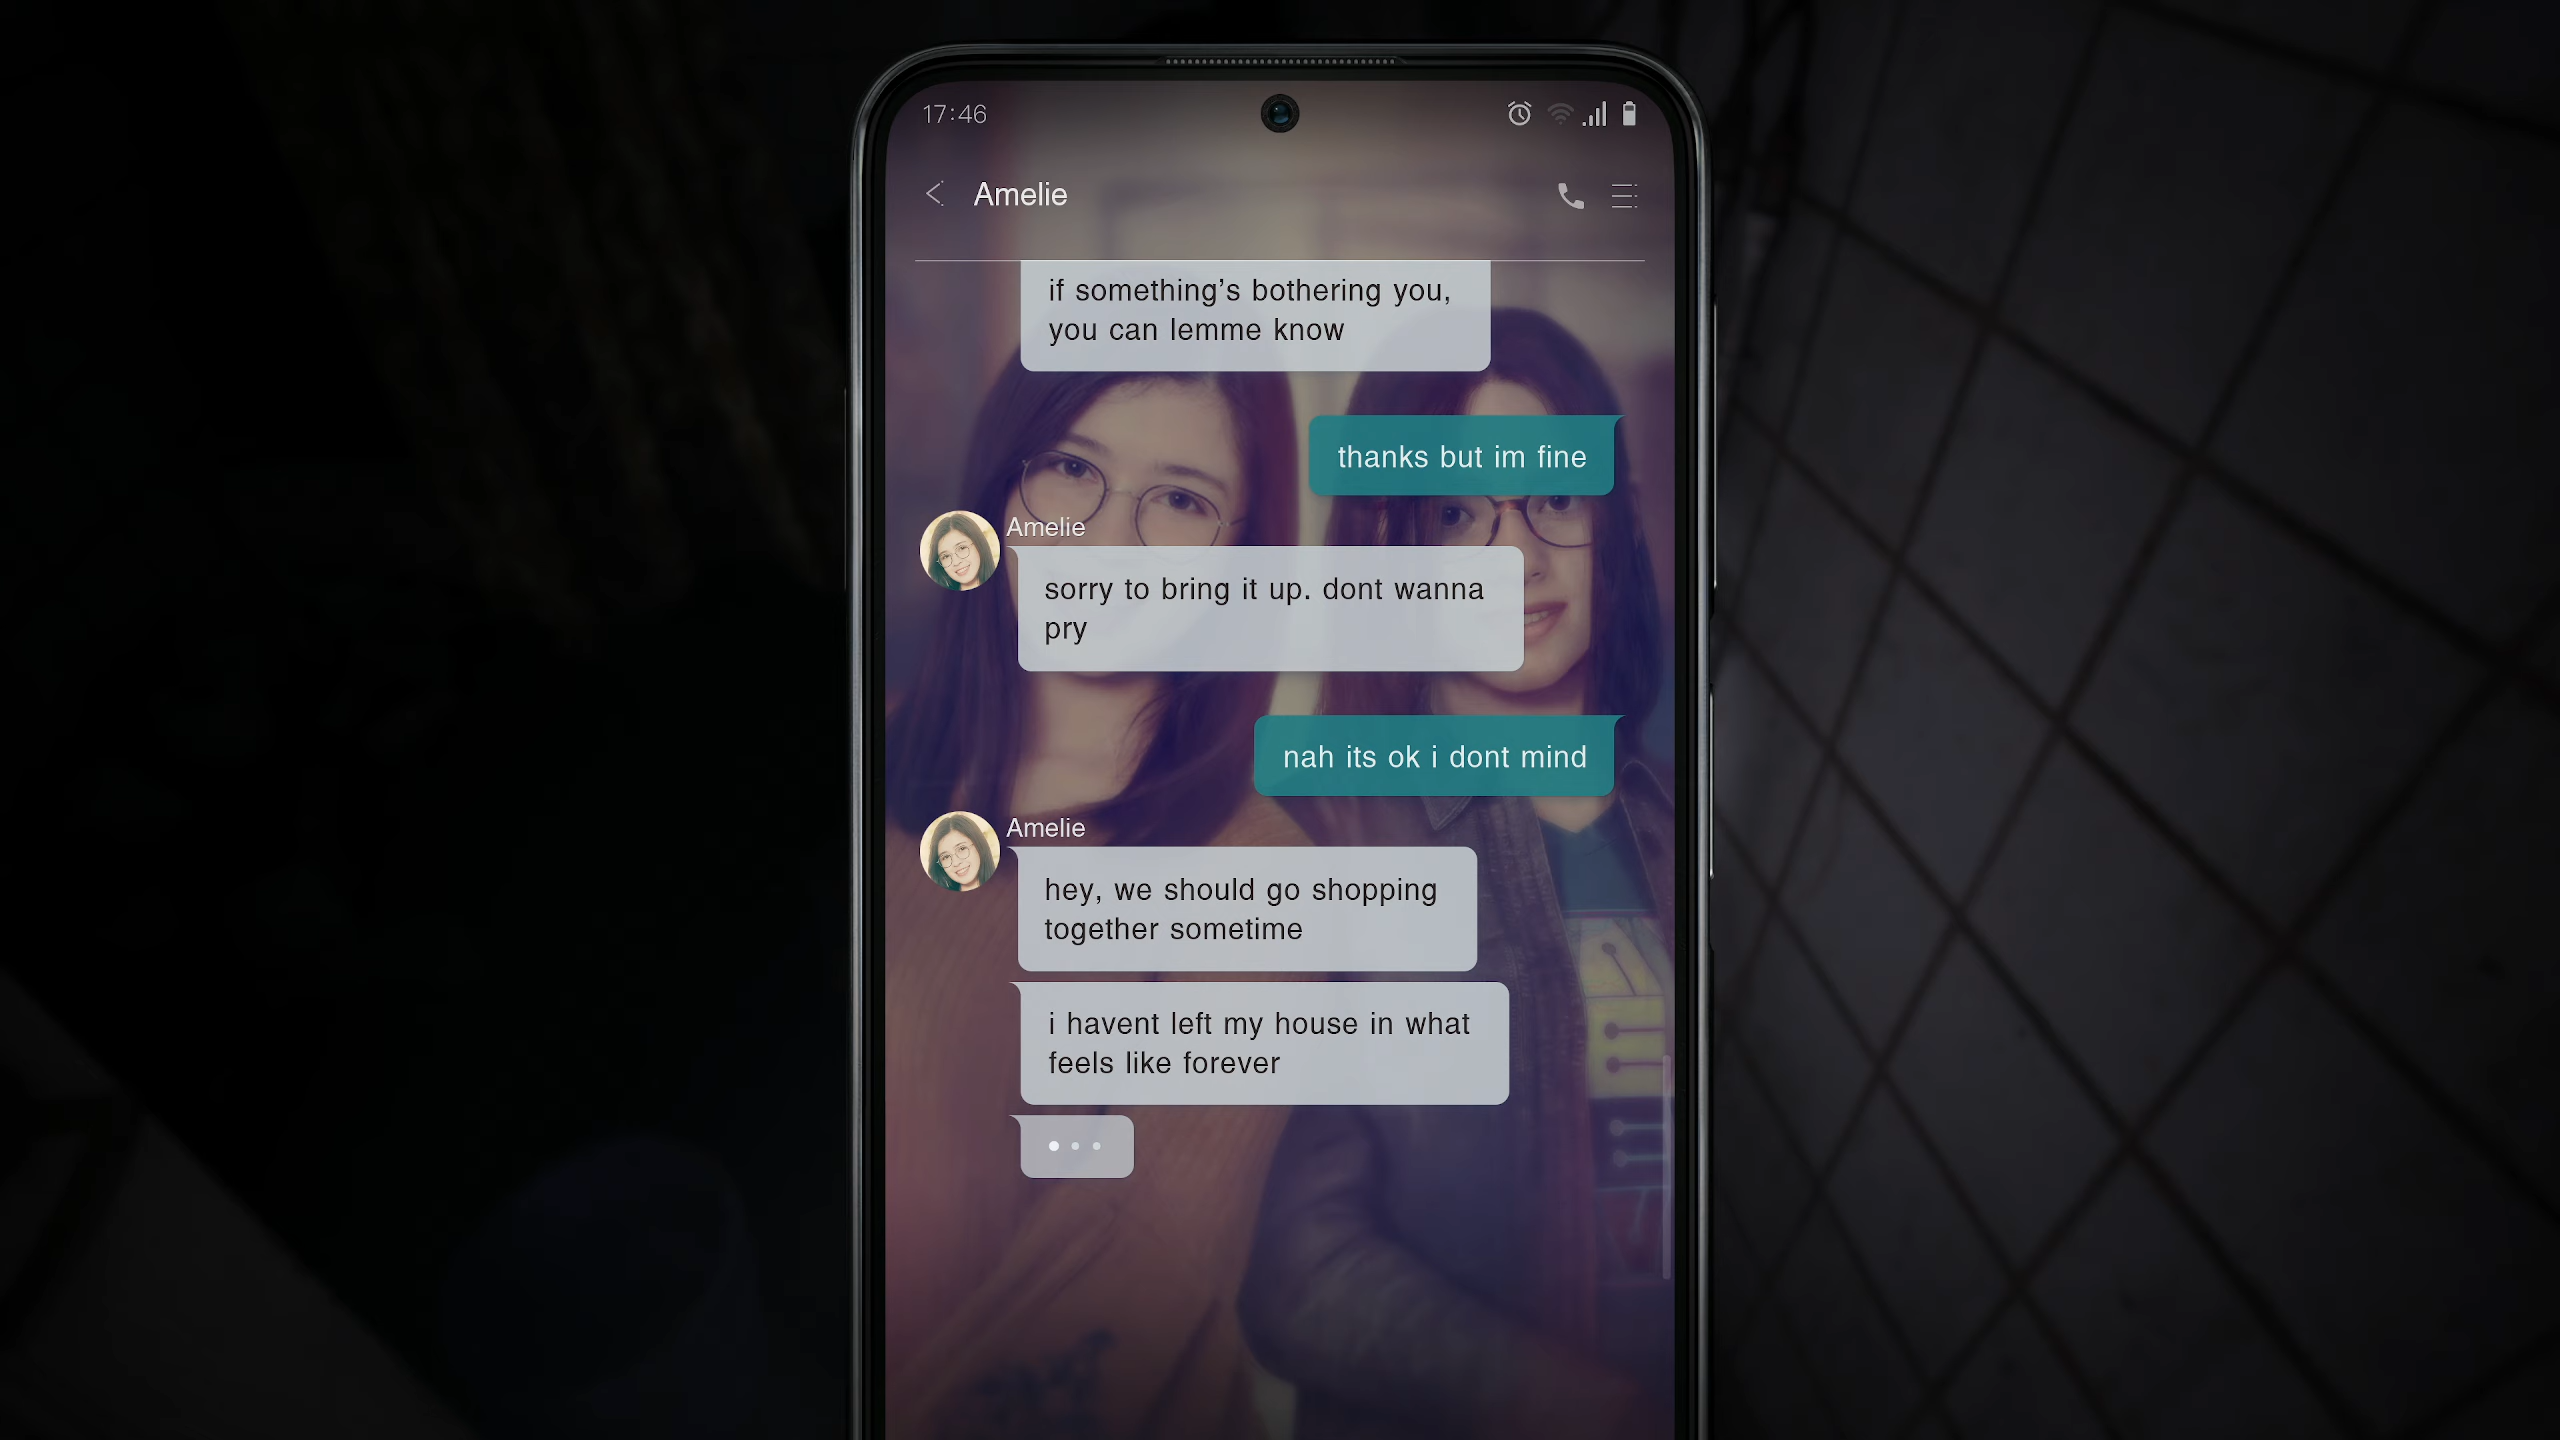 17:46
Amelie
if something’s bothering you,
you can lemme know
thanks but im fine
Amelie
sorry to bring it up. dont wanna
pry
nah its ok i dont mind
Amelie
hey, we should go shopping
together sometime
i havent left my house in what
feels like forever